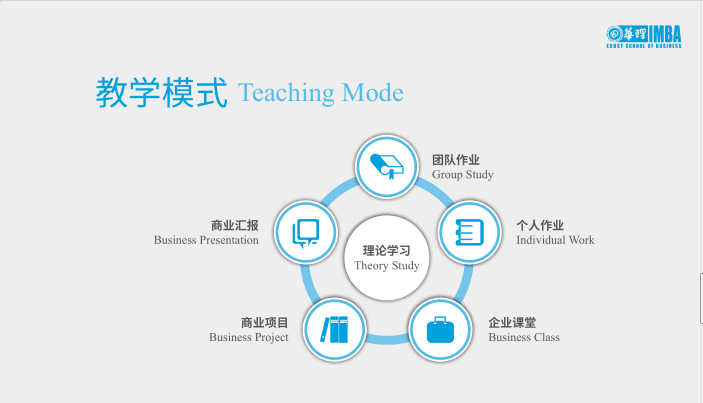 華理IMBA
ECUST SCHOOL OF BUSINESS
教学模式 Teaching Mode
团队作业
Group Study
商业汇报
Business Presentation
个人作业
Individual Work
理论学习
Theory Study
商业项目
Business Project
企业课堂
Business Class